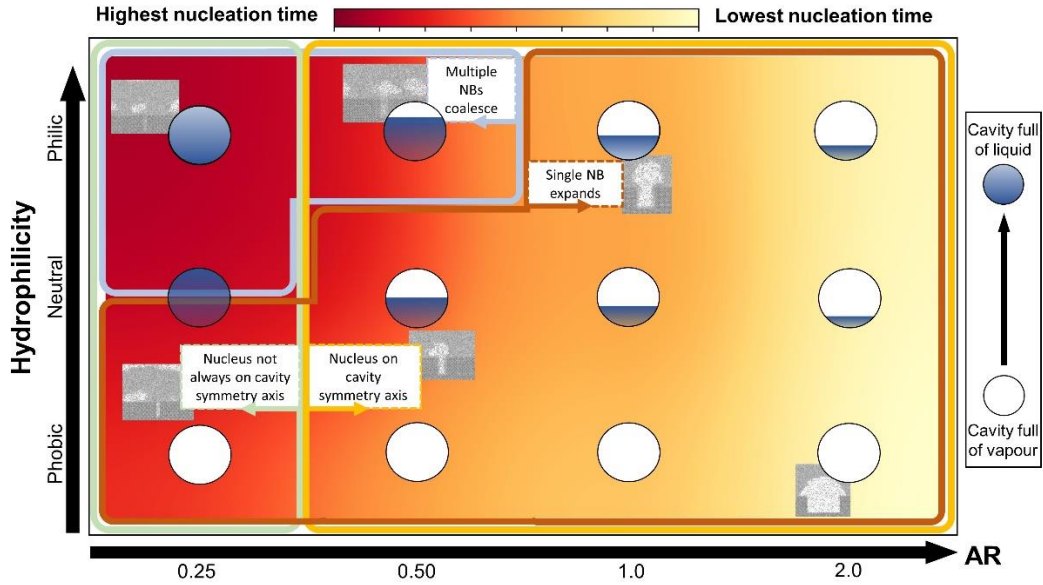 Highest nucleation time
Lowest nucleation time
Multiple
NBs
coalesce
Single NB
expands
Nucleus not
always on cavity
symmetry axis
Nucleus on
cavity
symmetry axis
Hydrophilicity
Philic
Neutral
Phobic
0.25
0.50
1.0
2.0
AR
Cavity full
of liquid
Cavity full
of vapour